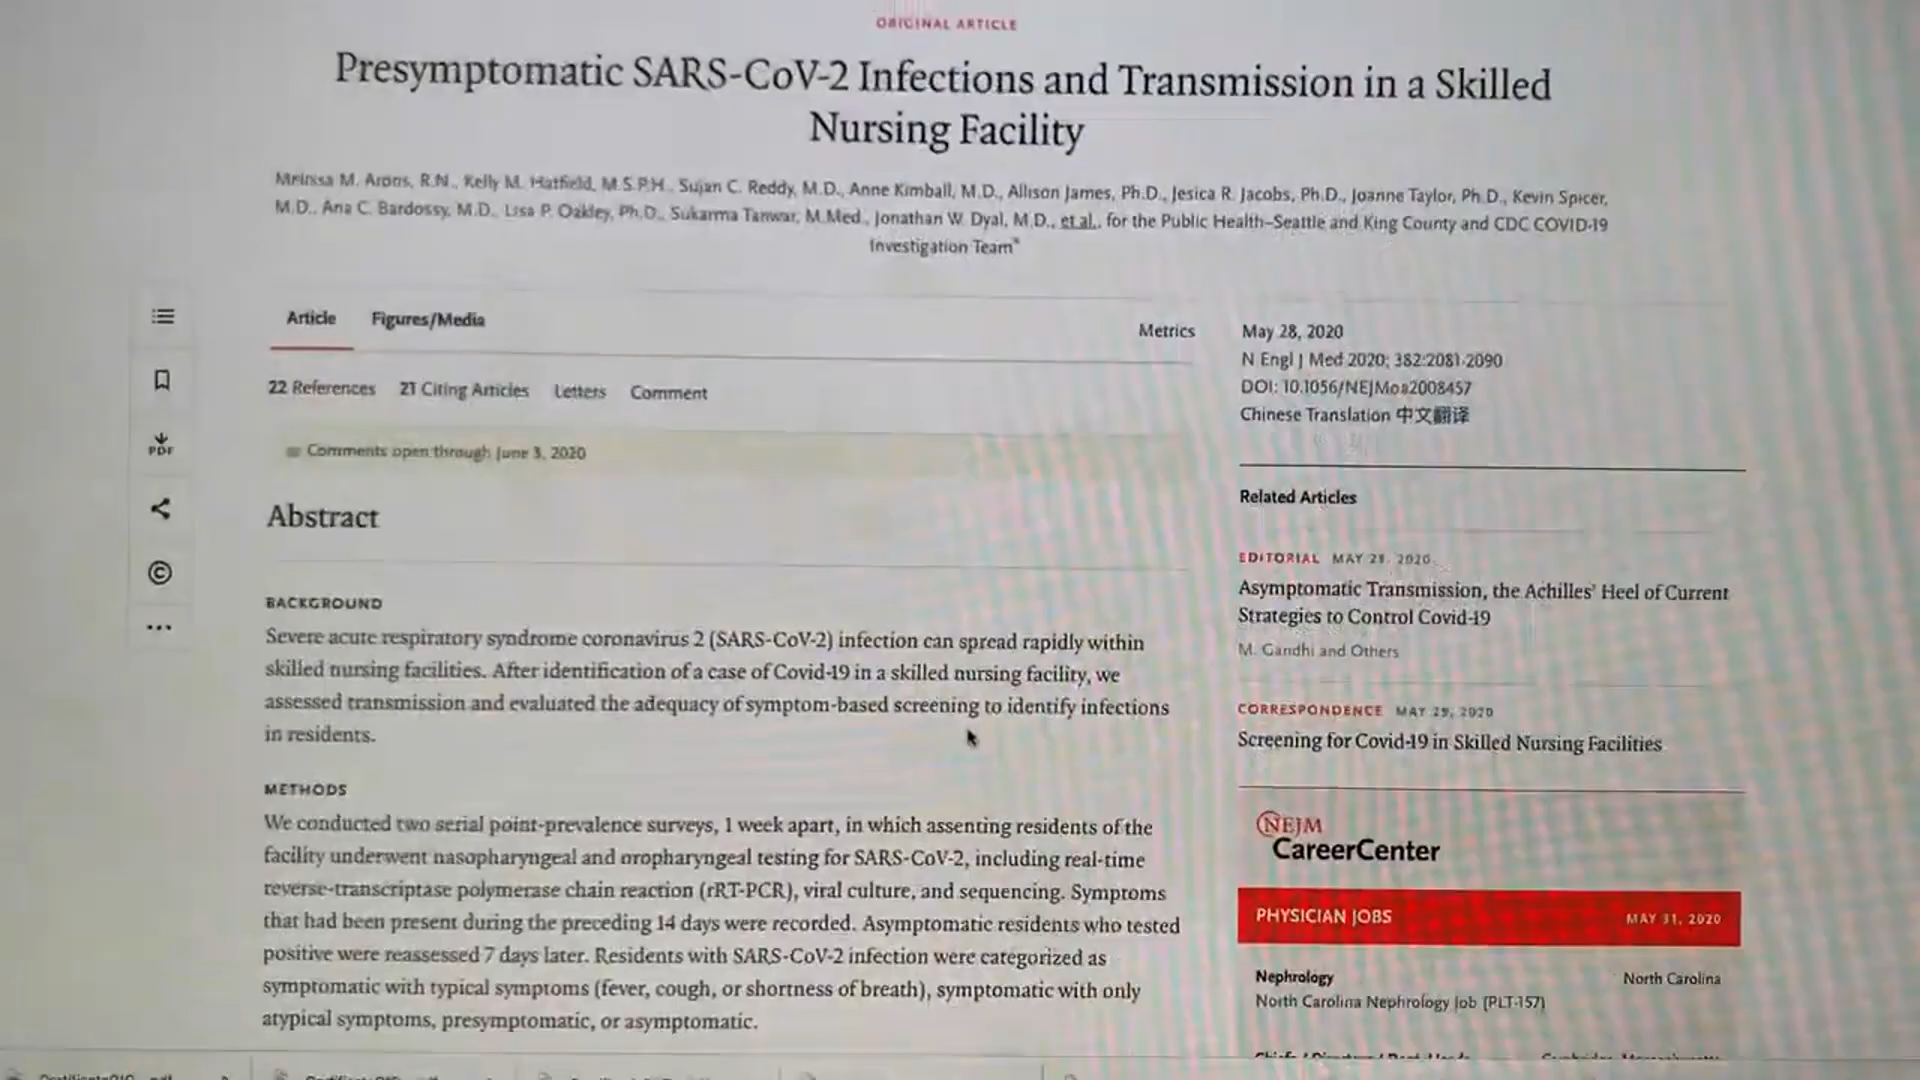 ORIGINAL ARTICLE
Presymptomatic SARS-CoV-2 Infections and Transmission in a Skilled
Nursing Facility
Melissa M. Arons, R.N., Kelly M. Hatfield, M.S.P.H., Sujan C. Reddy, M.D., Anne Kimball, M.D., Allison James, Ph.D., Jesica R. Jacobs, Ph.D., Joanne Taylor, Ph.D., Kevin Spicer,
M.D., Ana C. Bardossy, M.D., Lisa P. Oakley, Ph.D., Sukarma Tanwar, M.Med., Jonathan W. Dyal, M.D., et al., for the Public Health–Seattle and King County and CDC COVID-19
Investigation Team*
Article Figures/Media
Metrics
22 References 21 Citing Articles Letters Comment
Comments open through June 3, 2020
PDF
Abstract
BACKGROUND
Severe acute respiratory syndrome coronavirus 2 (SARS-CoV-2) infection can spread rapidly within
skilled nursing facilities. After identification of a case of Covid-19 in a skilled nursing facility, we
assessed transmission and evaluated the adequacy of symptom-based screening to identify infections
in residents.
METHODS
We conducted two serial point-prevalence surveys, 1 week apart, in which assenting residents of the
facility underwent nasopharyngeal and oropharyngeal testing for SARS-CoV-2, including real-time
reverse-transcriptase polymerase chain reaction (rRT-PCR), viral culture, and sequencing. Symptoms
that had been present during the preceding 14 days were recorded. Asymptomatic residents who tested
positive were reassessed 7 days later. Residents with SARS-CoV-2 infection were categorized as
symptomatic with typical symptoms (fever, cough, or shortness of breath), symptomatic with only
atypical symptoms, presymptomatic, or asymptomatic.
May 28, 2020
N Engl J Med 2020; 382:2081-2090
DOI: 10.1056/NEJMoa2008457
Chinese Translation 中文翻译
Related Articles
EDITORIAL MAY 28, 2020
Asymptomatic Transmission, the Achilles' Heel of Current
Strategies to Control Covid-19
M. Gandhi and Others
CORRESPONDENCE MAY 29, 2020
Screening for Covid-19 in Skilled Nursing Facilities
NEJM
CareerCenter
PHYSICIAN JOBS MAY 31, 2020
Nephrology North Carolina
North Carolina Nephrology Job (PLT-157)